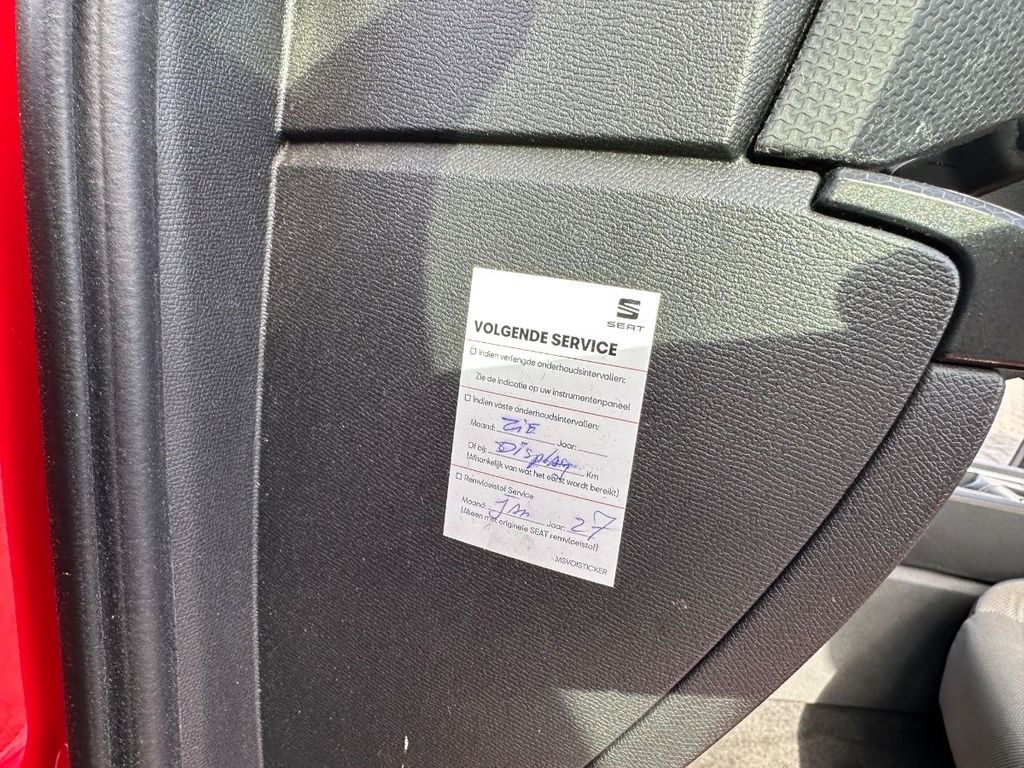 SEAT
VOLGENDE SERVICE
☐ Indien verlengde onderhoudsintervallen:
Zie de indicatie op uw instrumentenpaneel
☐ Indien vaste onderhoudsintervallen:
Maand: Zie Jaar:
Of bij: Display Km
(Afhankelijk van wat het eerst wordt bereikt)
☐ Remvloeistof Service
Maand: Jan Jaar: 27
(Alleen met originele SEAT remvloeistof)
MSVOISTICKER